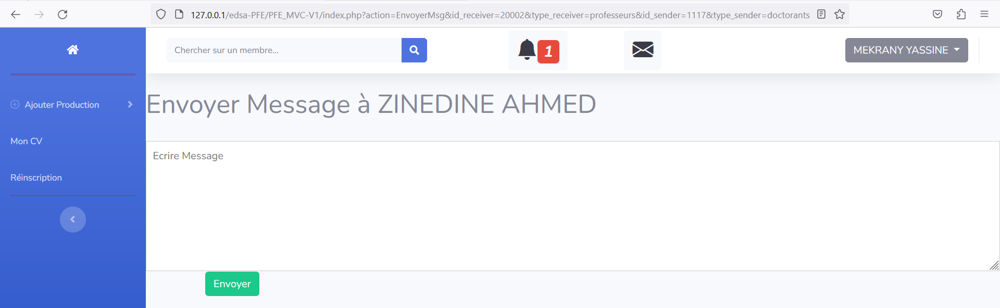 127.0.0.1/edsa-PFE/PFE_MVC-V1/index.php?action=EnvoyerMsg&id_receiver=20002&type_receiver=professeurs&id_sender=1117&type_sender=doctorants
Chercher sur un membre...
1
MEKRANY YASSINE
Ajouter Production
Mon CV
Réinscription
Envoyer Message à ZINEDINE AHMED
Ecrire Message
Envoyer